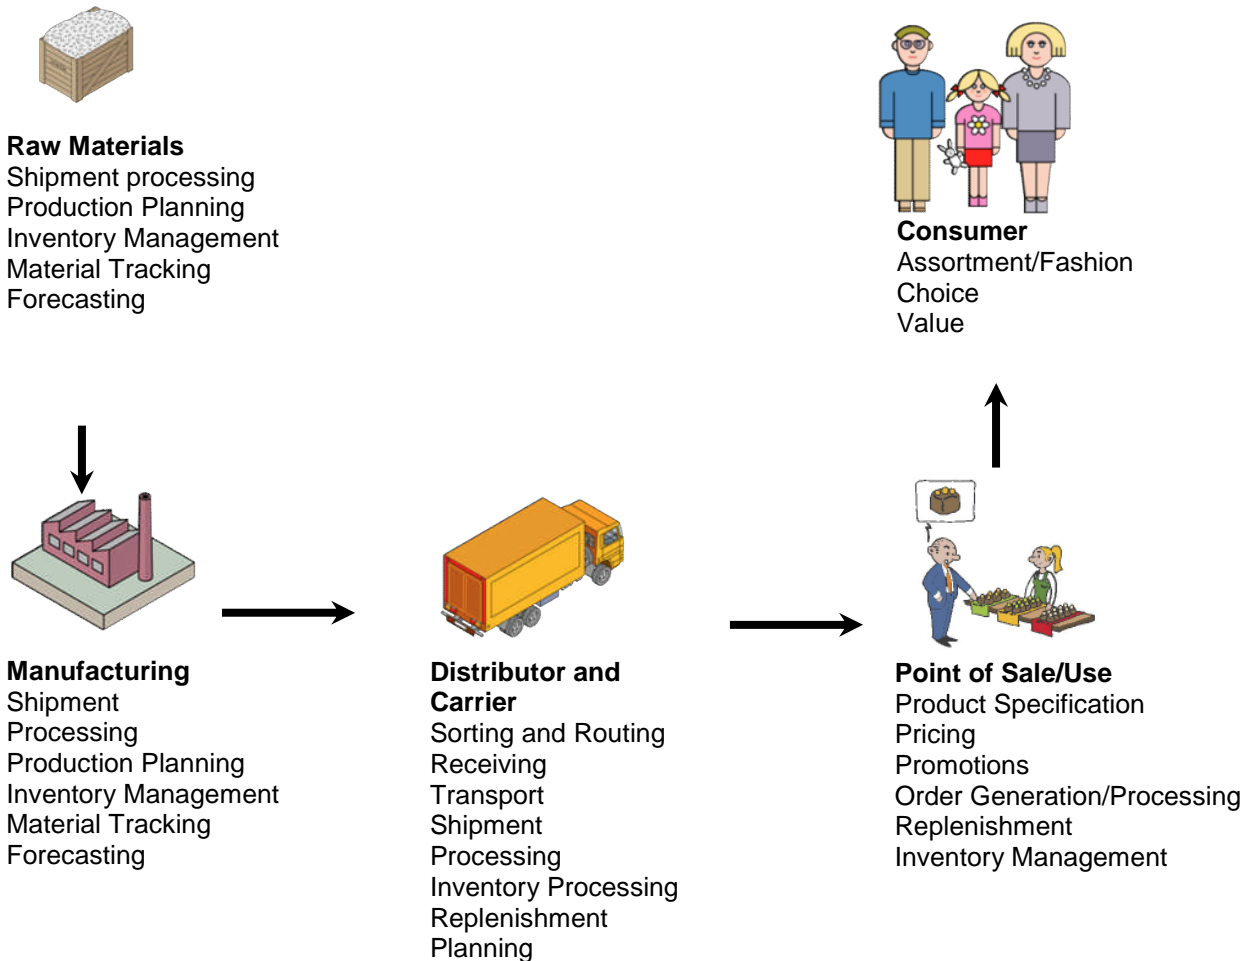 Raw Materials
Shipment processing
Production Planning
Inventory Management
Material Tracking
Forecasting
Consumer
Assortment/Fashion
Choice
Value
Manufacturing
Shipment
Processing
Production Planning
Inventory Management
Material Tracking
Forecasting
Distributor and
Carrier
Sorting and Routing
Receiving
Transport
Shipment
Processing
Inventory Processing
Replenishment
Planning
Point of Sale/Use
Product Specification
Pricing
Promotions
Order Generation/Processing
Replenishment
Inventory Management